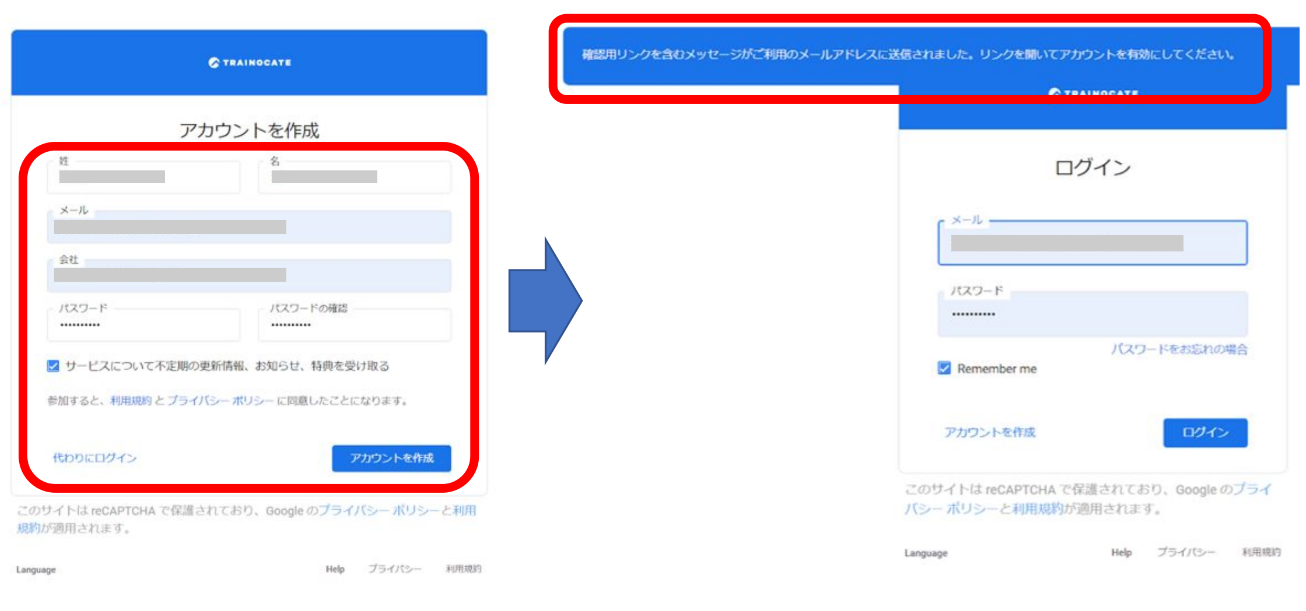 TRAINOCATE
アカウントを作成
姓
名
メール
会社
パスワード
パスワードの確認
サービスについて不定期の更新情報、お知らせ、特典を受け取る
参加すると、利用規約 と プライバシー ポリシー に同意したことになります。
代わりにログイン
アカウントを作成
このサイトは reCAPTCHA で保護されており、Google のプライバシー ポリシーと利用
規約が適用されます。
Language
Help
プライバシー
利用規約
確認用リンクを含むメッセージがご利用のメールアドレスに送信されました。リンクを開いてアカウントを有効にしてください。
TRAINOCATE
ログイン
メール
パスワード
パスワードをお忘れの場合
Remember me
アカウントを作成
ログイン
このサイトは reCAPTCHA で保護されており、Google のプライ
バシー ポリシーと利用規約が適用されます。
Language
Help
プライバシー
利用規約